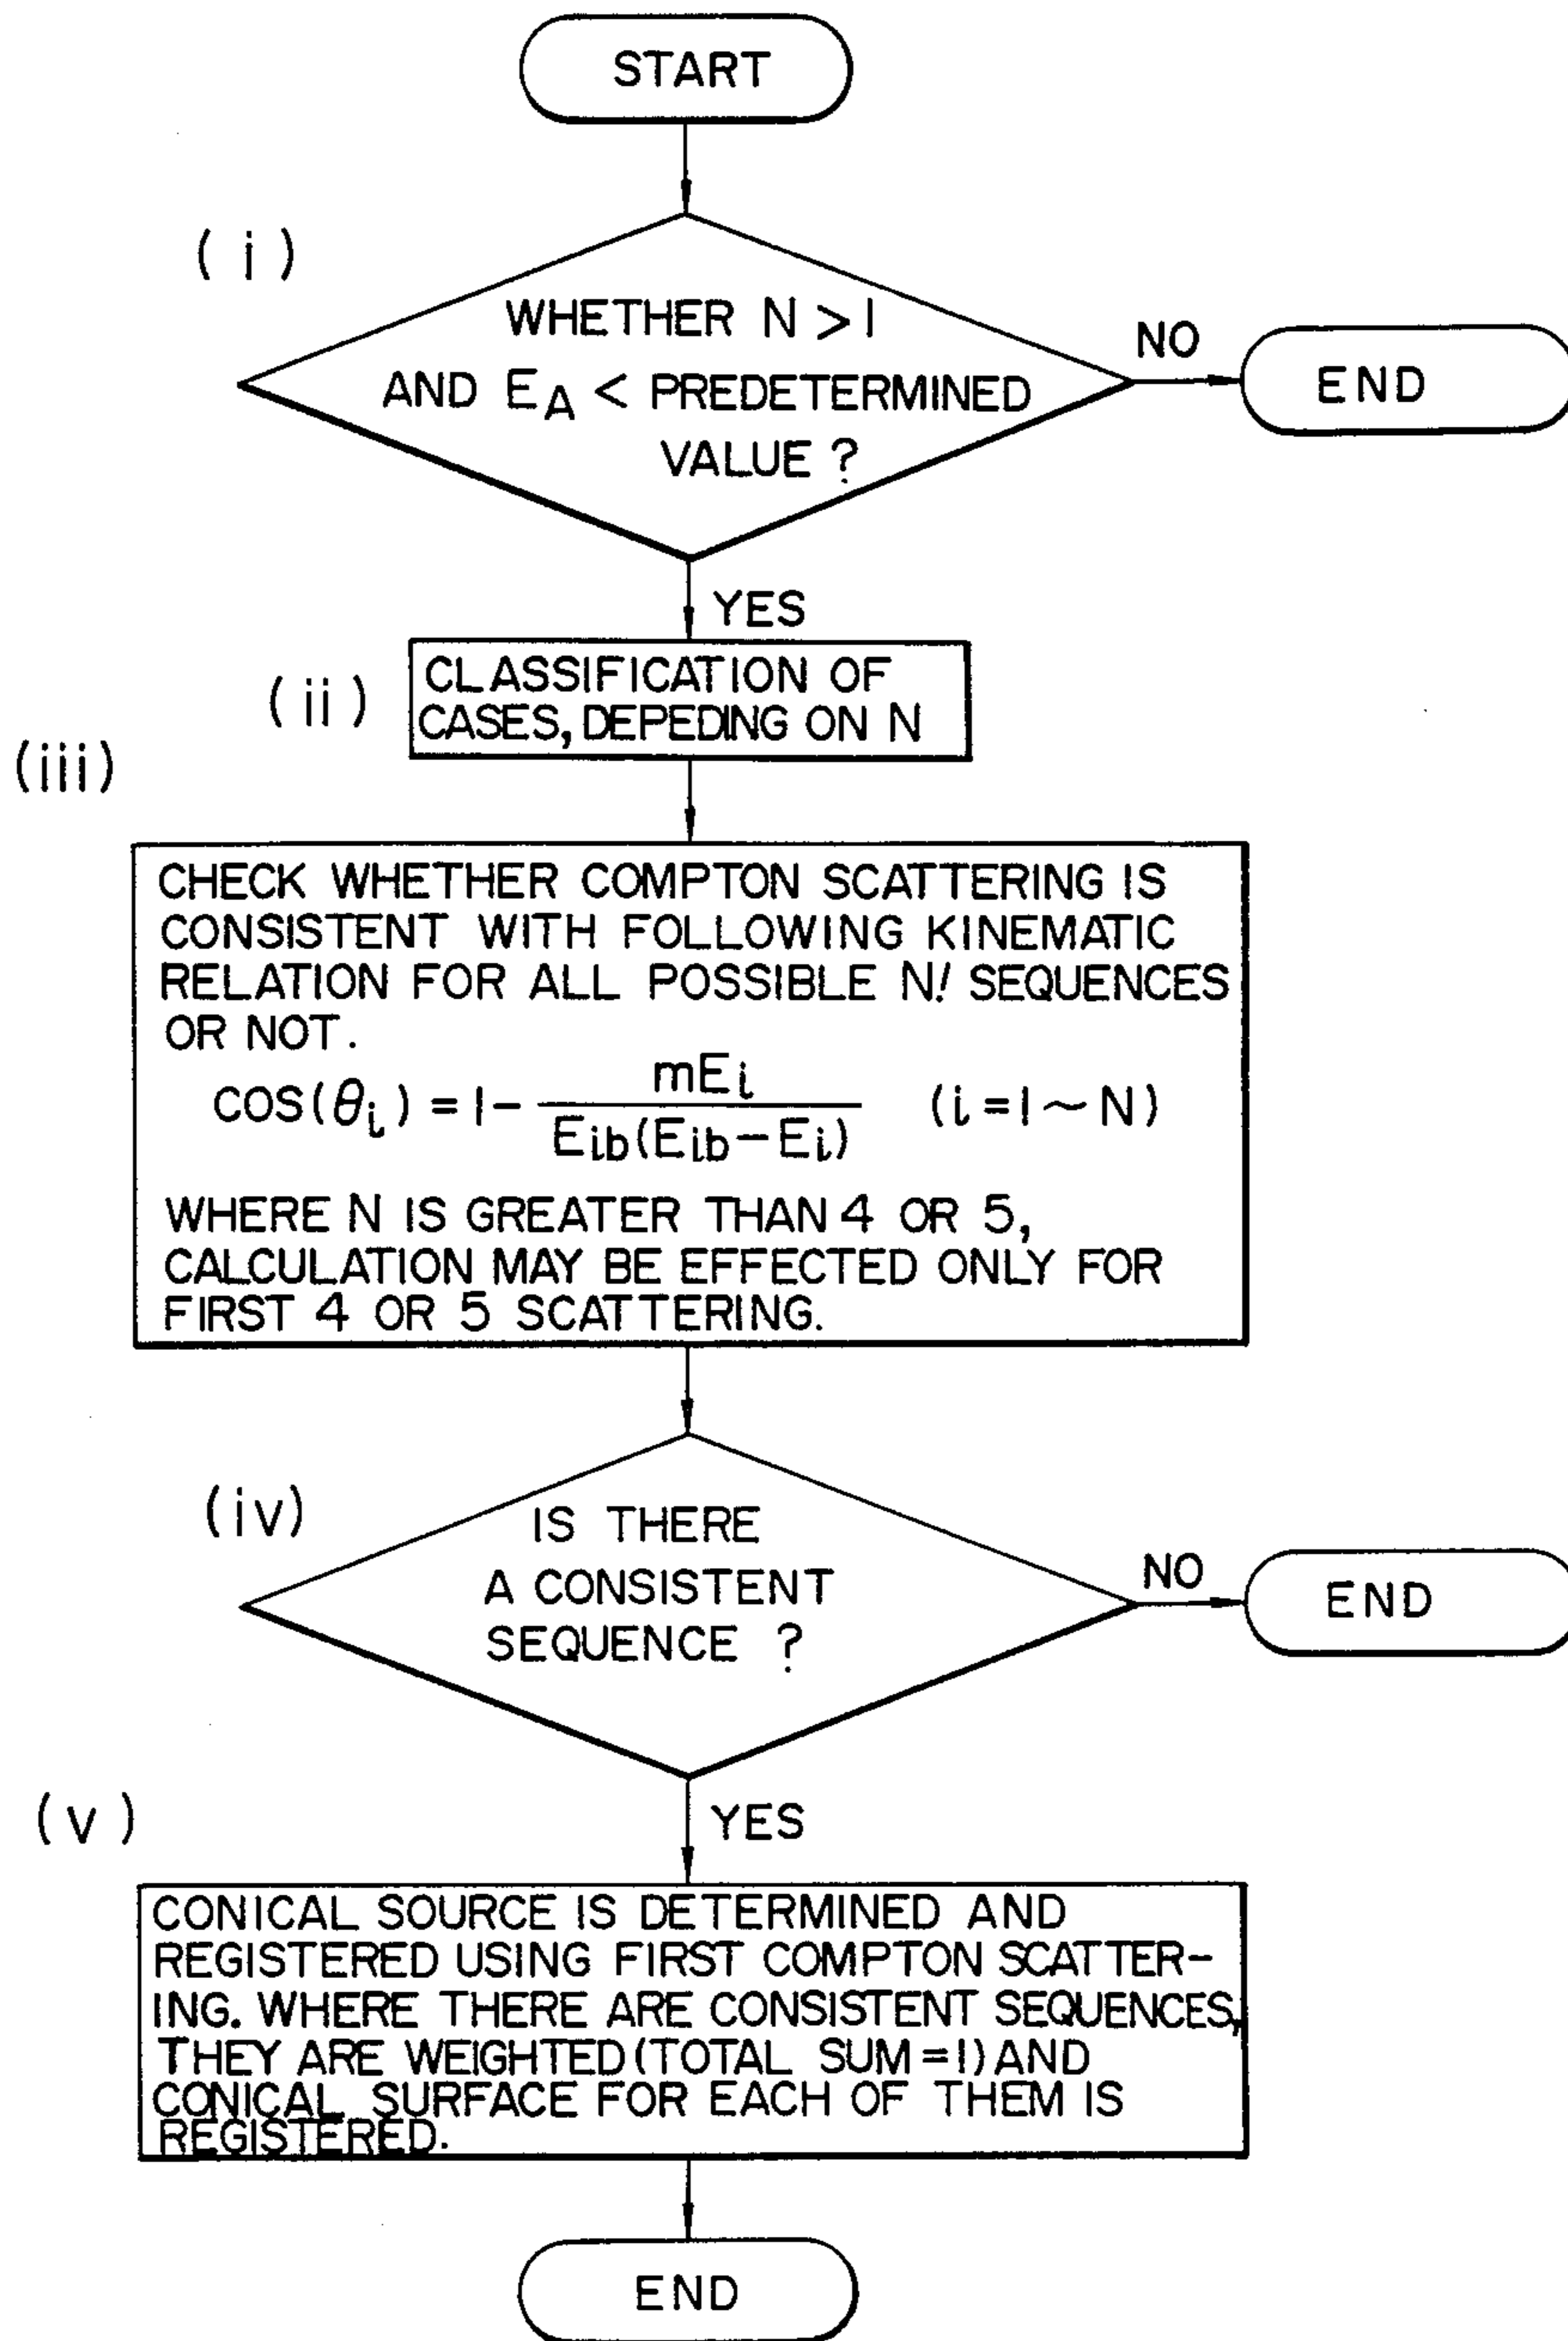 START
( i )
WHETHER N > 1
AND EA < PREDETERMINED
VALUE ?
NO
END
YES
( ii )
CLASSIFICATION OF
CASES, DEPEDING ON N
(iii)
CHECK WHETHER COMPTON SCATTERING IS
CONSISTENT WITH FOLLOWING KINEMATIC
RELATION FOR ALL POSSIBLE N! SEQUENCES
OR NOT.
COS(θi) = 1 - mEi / Eib(Eib - Ei) (i = 1 ~ N)
WHERE N IS GREATER THAN 4 OR 5,
CALCULATION MAY BE EFFECTED ONLY FOR
FIRST 4 OR 5 SCATTERING.
(iv)
IS THERE
A CONSISTENT
SEQUENCE ?
NO
END
YES
(v)
CONICAL SOURCE IS DETERMINED AND
REGISTERED USING FIRST COMPTON SCATTER-
ING. WHERE THERE ARE CONSISTENT SEQUENCES,
THEY ARE WEIGHTED (TOTAL SUM = 1) AND
CONICAL SURFACE FOR EACH OF THEM IS
REGISTERED.
END